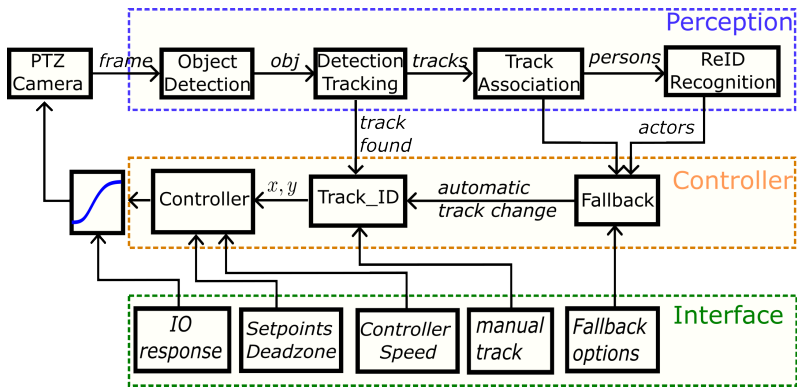 Perception
PTZ
Camera
frame
Object
Detection
obj
Detection
Tracking
tracks
Track
Association
persons
ReID
Recognition
track
found
actors
Controller
Controller
x, y
Track_ID
automatic
track change
Fallback
Interface
IO
response
Setpoints
Deadzone
Controller
Speed
manual
track
Fallback
options